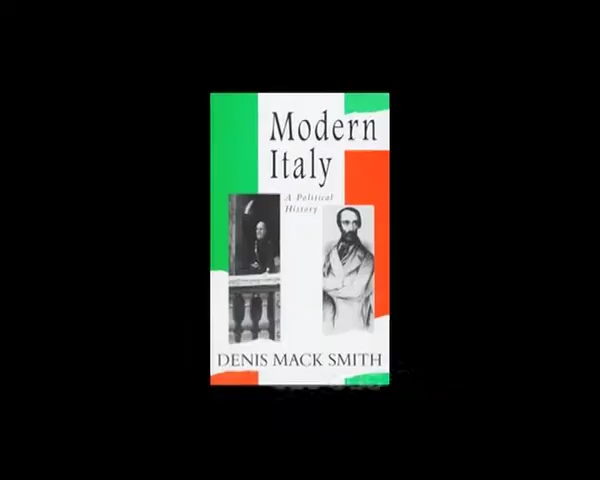 Modern
Italy
A Political
History
DENIS MACK SMITH